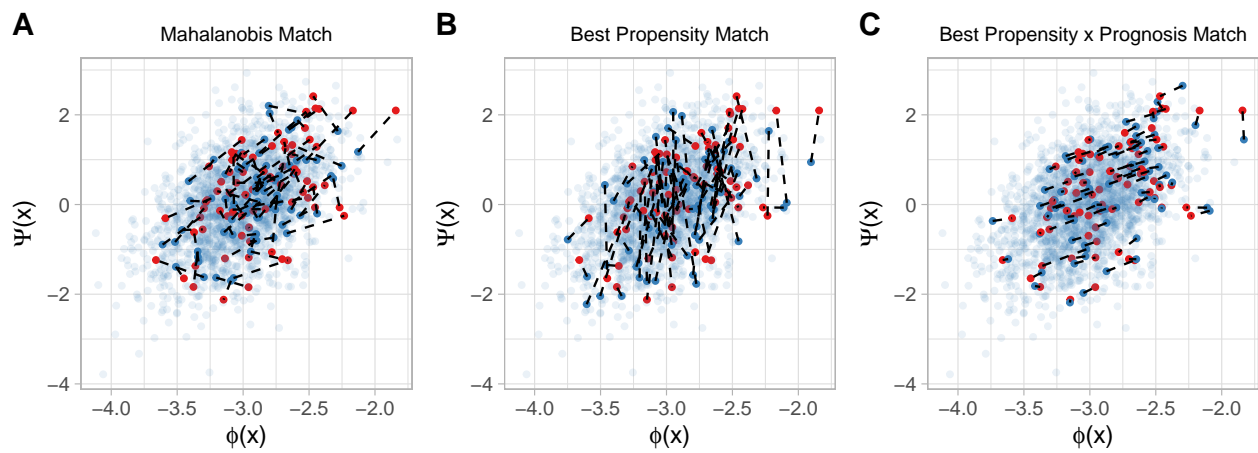 A Mahalanobis Match
B Best Propensity Match
C Best Propensity x Prognosis Match
Ψ(x)
2
0
−2
−4
−4.0 −3.5 −3.0 −2.5 −2.0
ϕ(x)
Ψ(x)
2
0
−2
−4
−4.0 −3.5 −3.0 −2.5 −2.0
ϕ(x)
Ψ(x)
2
0
−2
−4
−4.0 −3.5 −3.0 −2.5 −2.0
ϕ(x)